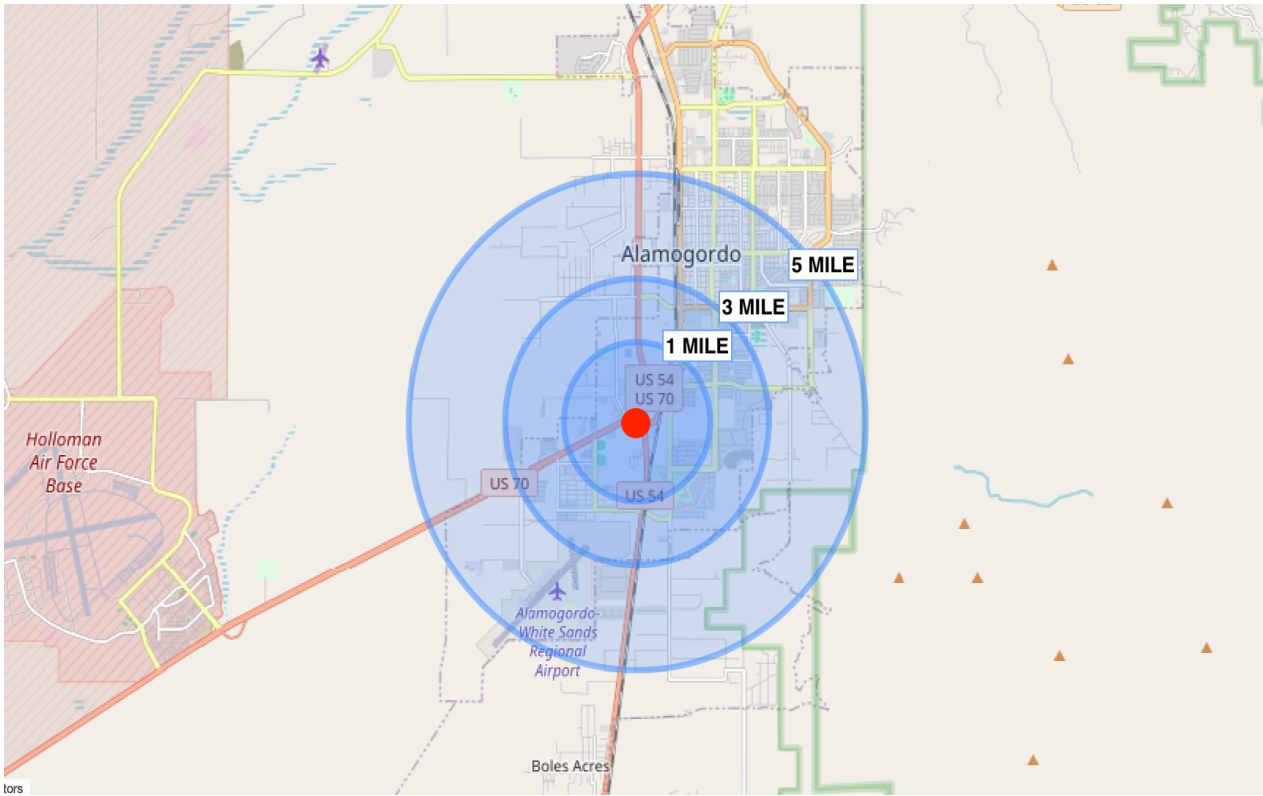 Alamogordo
5 MILE
3 MILE
1 MILE
US 54
US 70
Holloman
Air Force
Base
US 70
US 54
Alamogordo-
White Sands
Regional
Airport
Boles Acres
tors